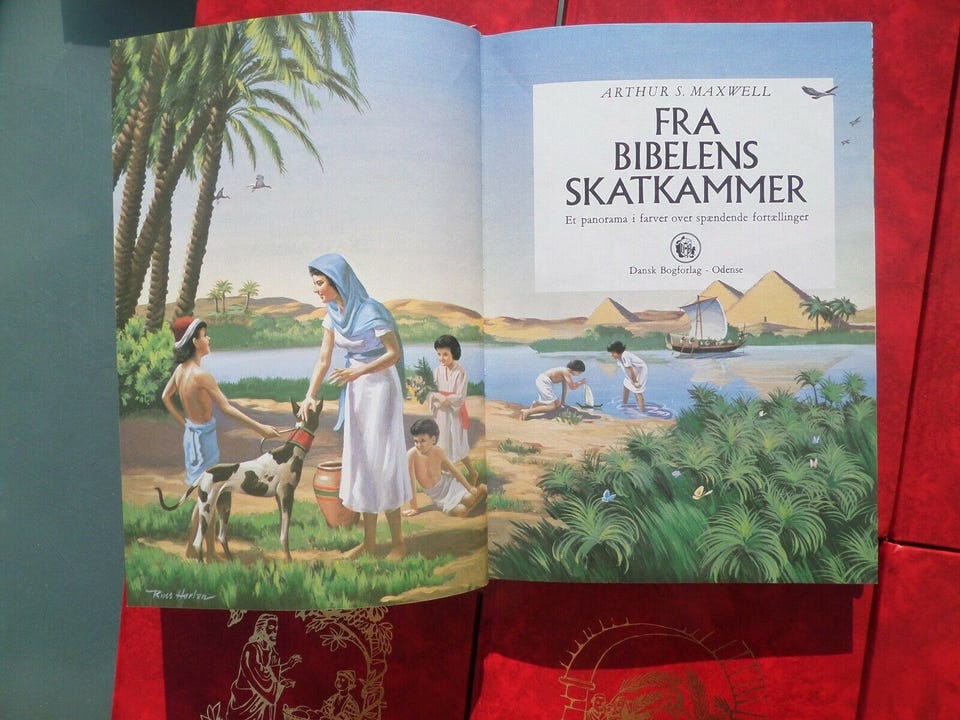 ARTHUR S. MAXWELL
FRA
BIBELENS
SKATKAMMER
Et panorama i farver over spændende fortællinger
Dansk Bogforlag - Odense
Russ Harlan